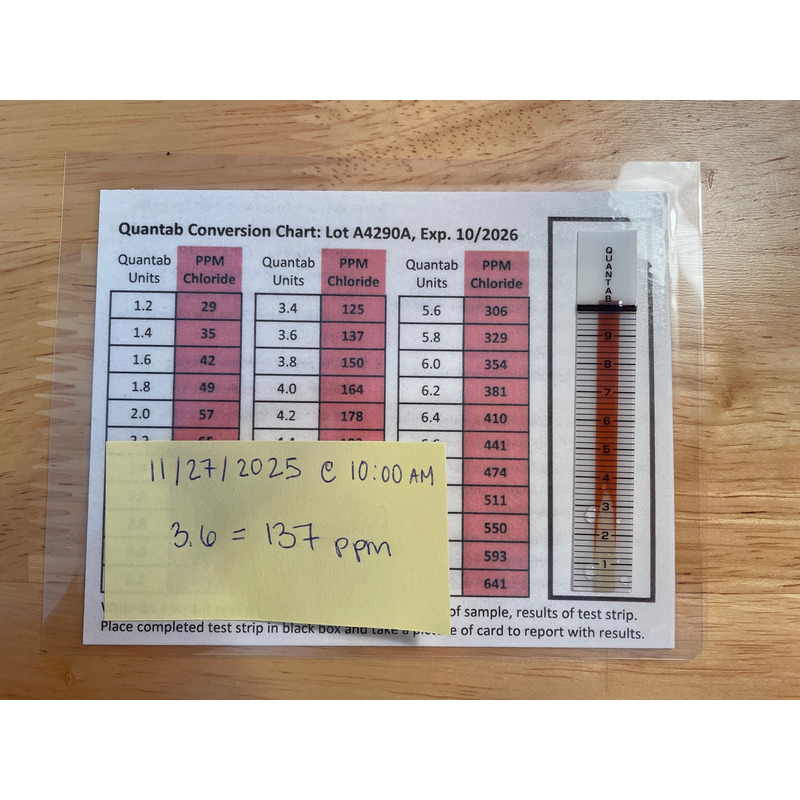 Quantab Conversion Chart: Lot A4290A, Exp. 10/2026
Quantab Units PPM Chloride Quantab Units PPM Chloride Quantab Units PPM Chloride
1.2 29 3.4 125 5.6 306
1.4 35 3.6 137 5.8 329
1.6 42 3.8 150 6.0 354
1.8 49 4.0 164 6.2 381
2.0 57 4.2 178 6.4 410
441
474
511
550
593
641
11/27/2025 @ 10:00 AM
3.6 = 137 ppm
of sample, results of test strip.
Place completed test strip in black box and take a picture of card to report with results.
QUANTAB
9
8
7
6
5
4
3
2
1